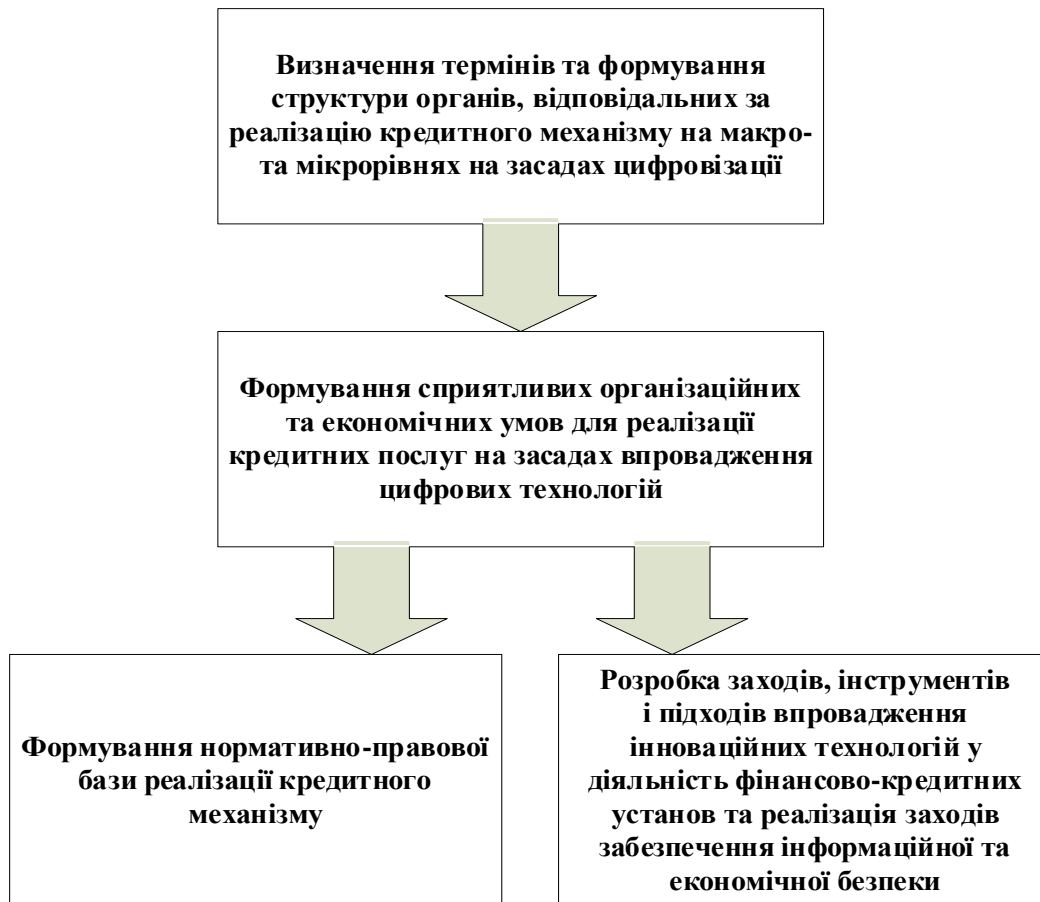 Визначення термінів та формування
структури органів, відповідальних за
реалізацію кредитного механізму на макро-
та мікрорівнях на засадах цифровізації
Формування сприятливих організаційних
та економічних умов для реалізації
кредитних послуг на засадах впровадження
цифрових технологій
Формування нормативно-правової
бази реалізації кредитного
механізму
Розробка заходів, інструментів
і підходів впровадження
інноваційних технологій у
діяльність фінансово-кредитних
установ та реалізація заходів
забезпечення інформаційної та
економічної безпеки